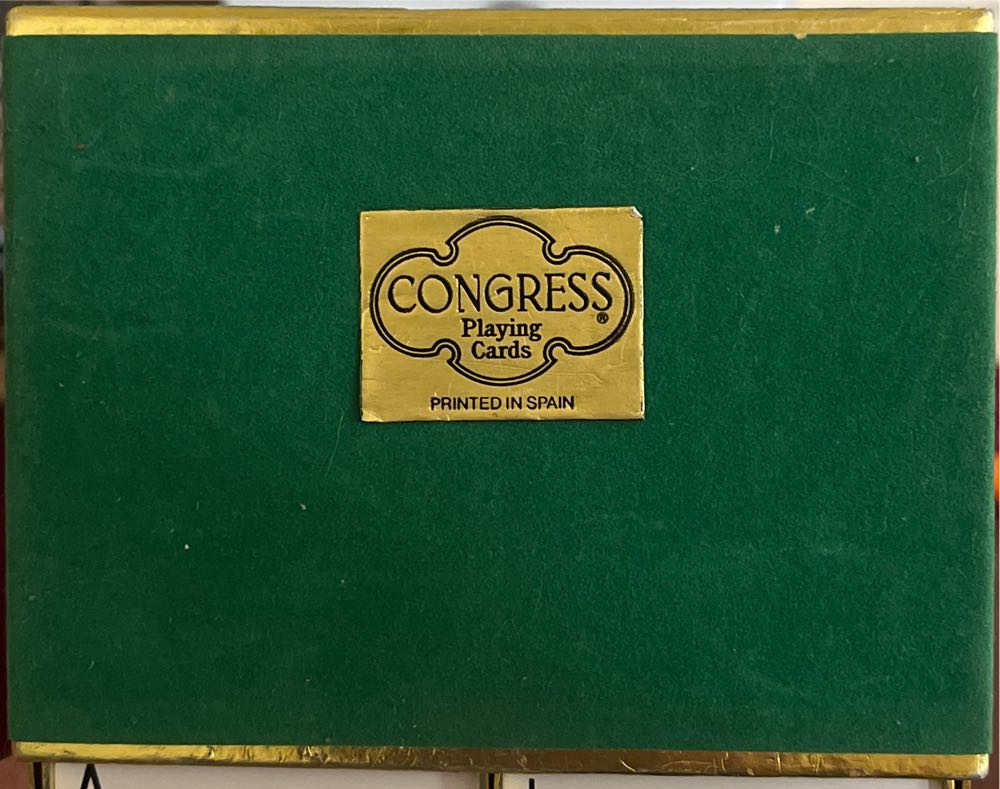 CONGRESS®
Playing
Cards
PRINTED IN SPAIN